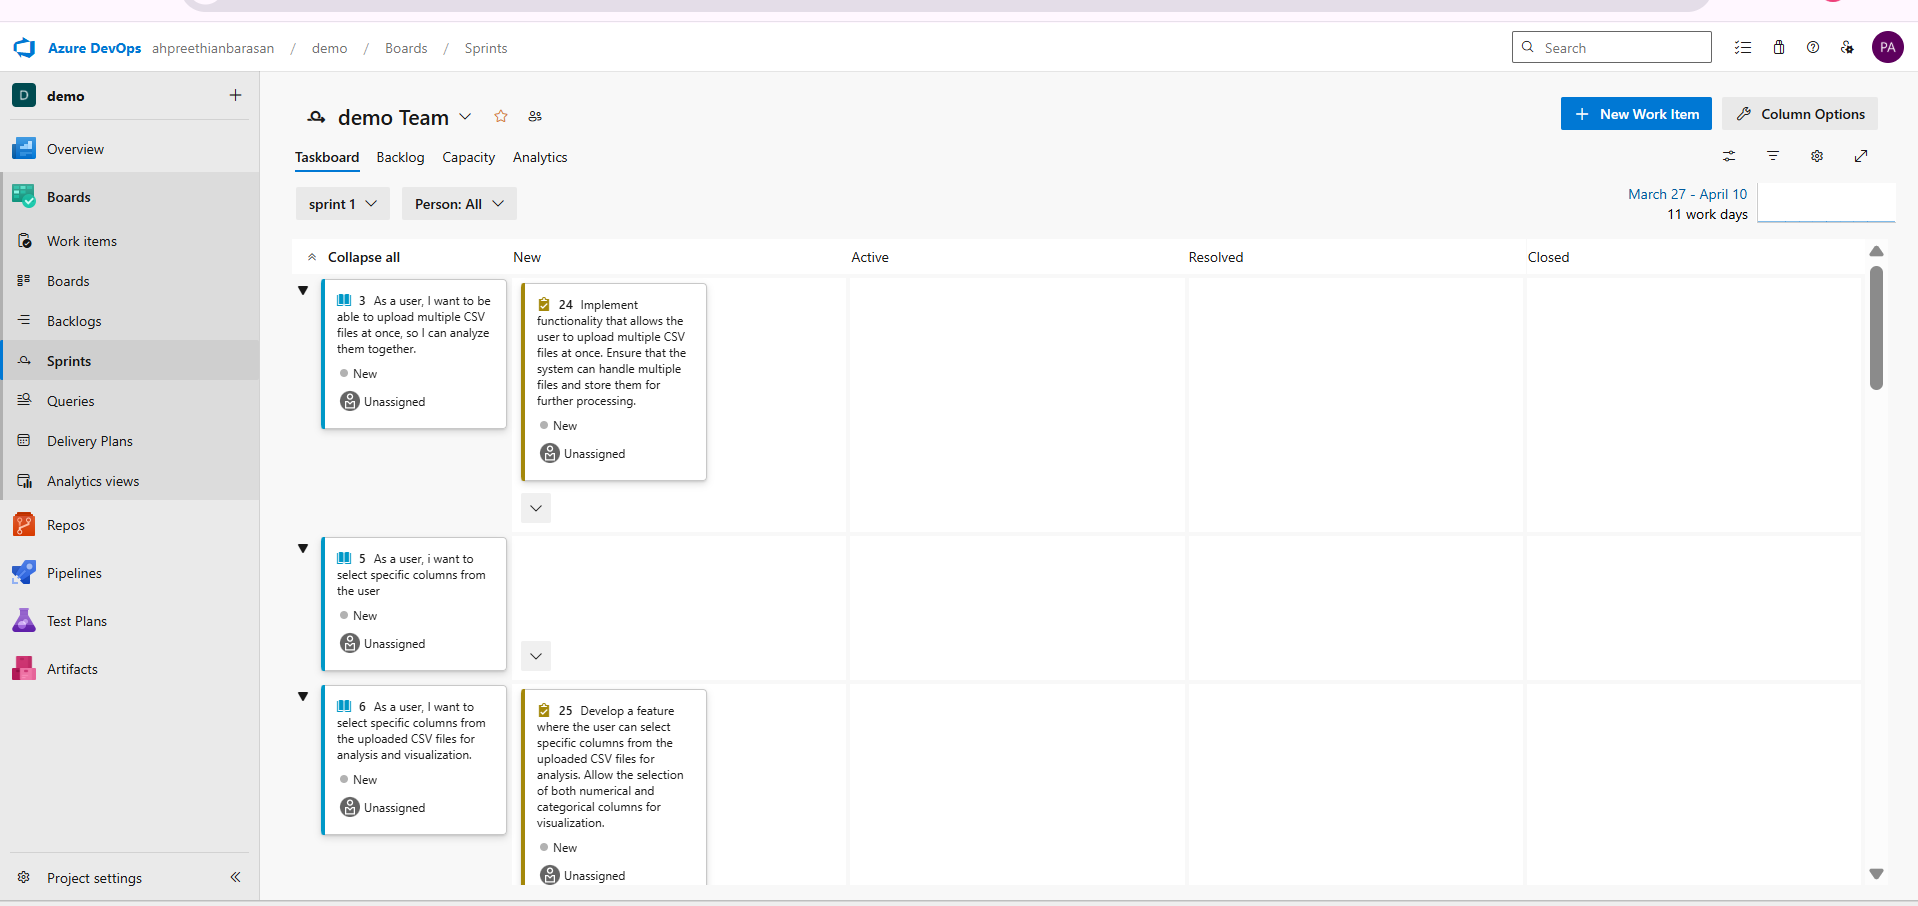 Azure DevOps ahpreethianbarasan / demo / Boards / Sprints
Search
PA
D demo
Overview
Boards
Work items
Boards
Backlogs
Sprints
Queries
Delivery Plans
Analytics views
Repos
Pipelines
Test Plans
Artifacts
Project settings
demo Team
New Work Item
Column Options
Taskboard Backlog Capacity Analytics
sprint 1
Person: All
March 27 - April 10
11 work days
Collapse all New Active Resolved Closed
3 As a user, I want to be
able to upload multiple CSV
files at once, so I can analyze
them together.
New
Unassigned
24 Implement
functionality that allows the
user to upload multiple CSV
files at once. Ensure that the
system can handle multiple
files and store them for
further processing.
New
Unassigned
5 As a user, i want to
select specific columns from
the user
New
Unassigned
6 As a user, I want to
select specific columns from
the uploaded CSV files for
analysis and visualization.
New
Unassigned
25 Develop a feature
where the user can select
specific columns from the
uploaded CSV files for
analysis. Allow the selection
of both numerical and
categorical columns for
visualization.
New
Unassigned